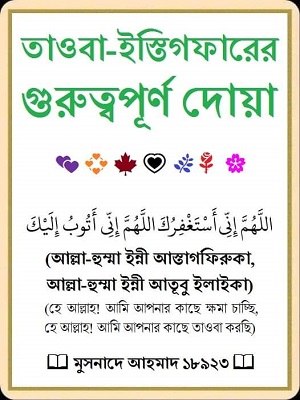 তাওবা-ইস্তিগফারের
গুরুত্বপূর্ণ দোয়া
اللَّهُمَّ إِنِّي أَسْتَغْفِرُكَ اللَّهُمَّ إِنِّي أَتُوبُ إِلَيْكَ
(আল্লা-হুম্মা ইন্নী আস্তাগফিরুকা,
আল্লা-হুম্মা ইন্নী আতূবু ইলাইকা)
(হে আল্লাহ! আমি আপনার কাছে ক্ষমা চাচ্ছি,
হে আল্লাহ! আমি আপনার কাছে তাওবা করছি)
মুসনাদে আহমাদ ১৮৯২৩